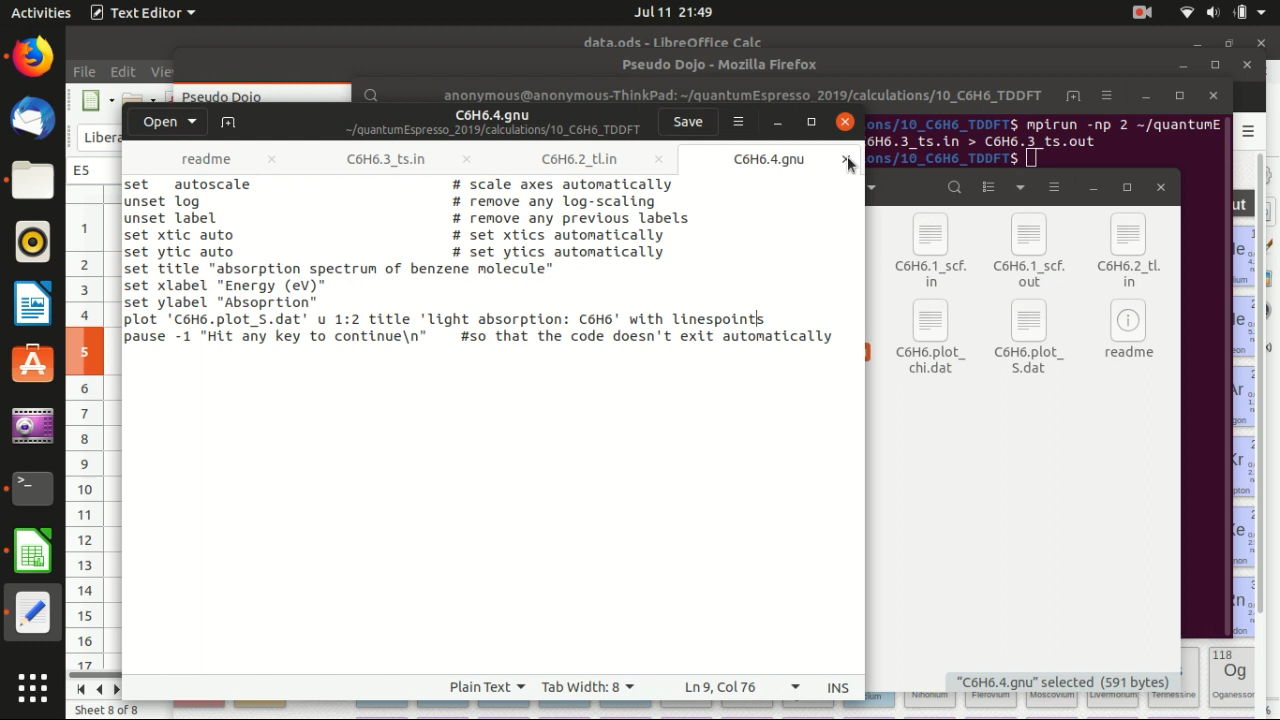 Activities
Text Editor
Jul 11 21:49
data.ods - LibreOffice Calc
File Edit
Pseudo Dojo - Mozilla Firefox
Pseudo Dojo
anonymous@anonymous-ThinkPad: ~/quantumEspresso_2019/calculations/10_C6H6_TDDFT
ons/10_C6H6_TDDFT$ mpirun -np 2 ~/quantumE
6H6.3_ts.in > C6H6.3_ts.out
ons/10_C6H6_TDDFT$
Open
C6H6.4.gnu
~/quantumEspresso_2019/calculations/10_C6H6_TDDFT
Save
readme
C6H6.3_ts.in
C6H6.2_tl.in
C6H6.4.gnu
E5
set   autoscale                        # scale axes automatically
unset log                              # remove any log-scaling
unset label                            # remove any previous labels
set xtic auto                          # set xtics automatically
set ytic auto                          # set ytics automatically
set title "absorption spectrum of benzene molecule"
set xlabel "Energy (eV)"
set ylabel "Absoprtion"
plot 'C6H6.plot_S.dat' u 1:2 title 'light absorption: C6H6' with linespoints
pause -1 "Hit any key to continue\n"    #so that the code doesn't exit automatically
1
2
3
4
5
6
7
8
9
10
11
12
13
14
15
16
17
C6H6.1_scf.in
C6H6.1_scf.out
C6H6.2_tl.in
C6H6.plot_chi.dat
C6H6.plot_S.dat
readme
"C6H6.4.gnu" selected (591 bytes)
118
Og
Nihonium
Flerovium
Moscovium
Livermorium
Tennessine
Oganesson
Plain Text
Tab Width: 8
Ln 9, Col 76
INS
Sheet 8 of 8